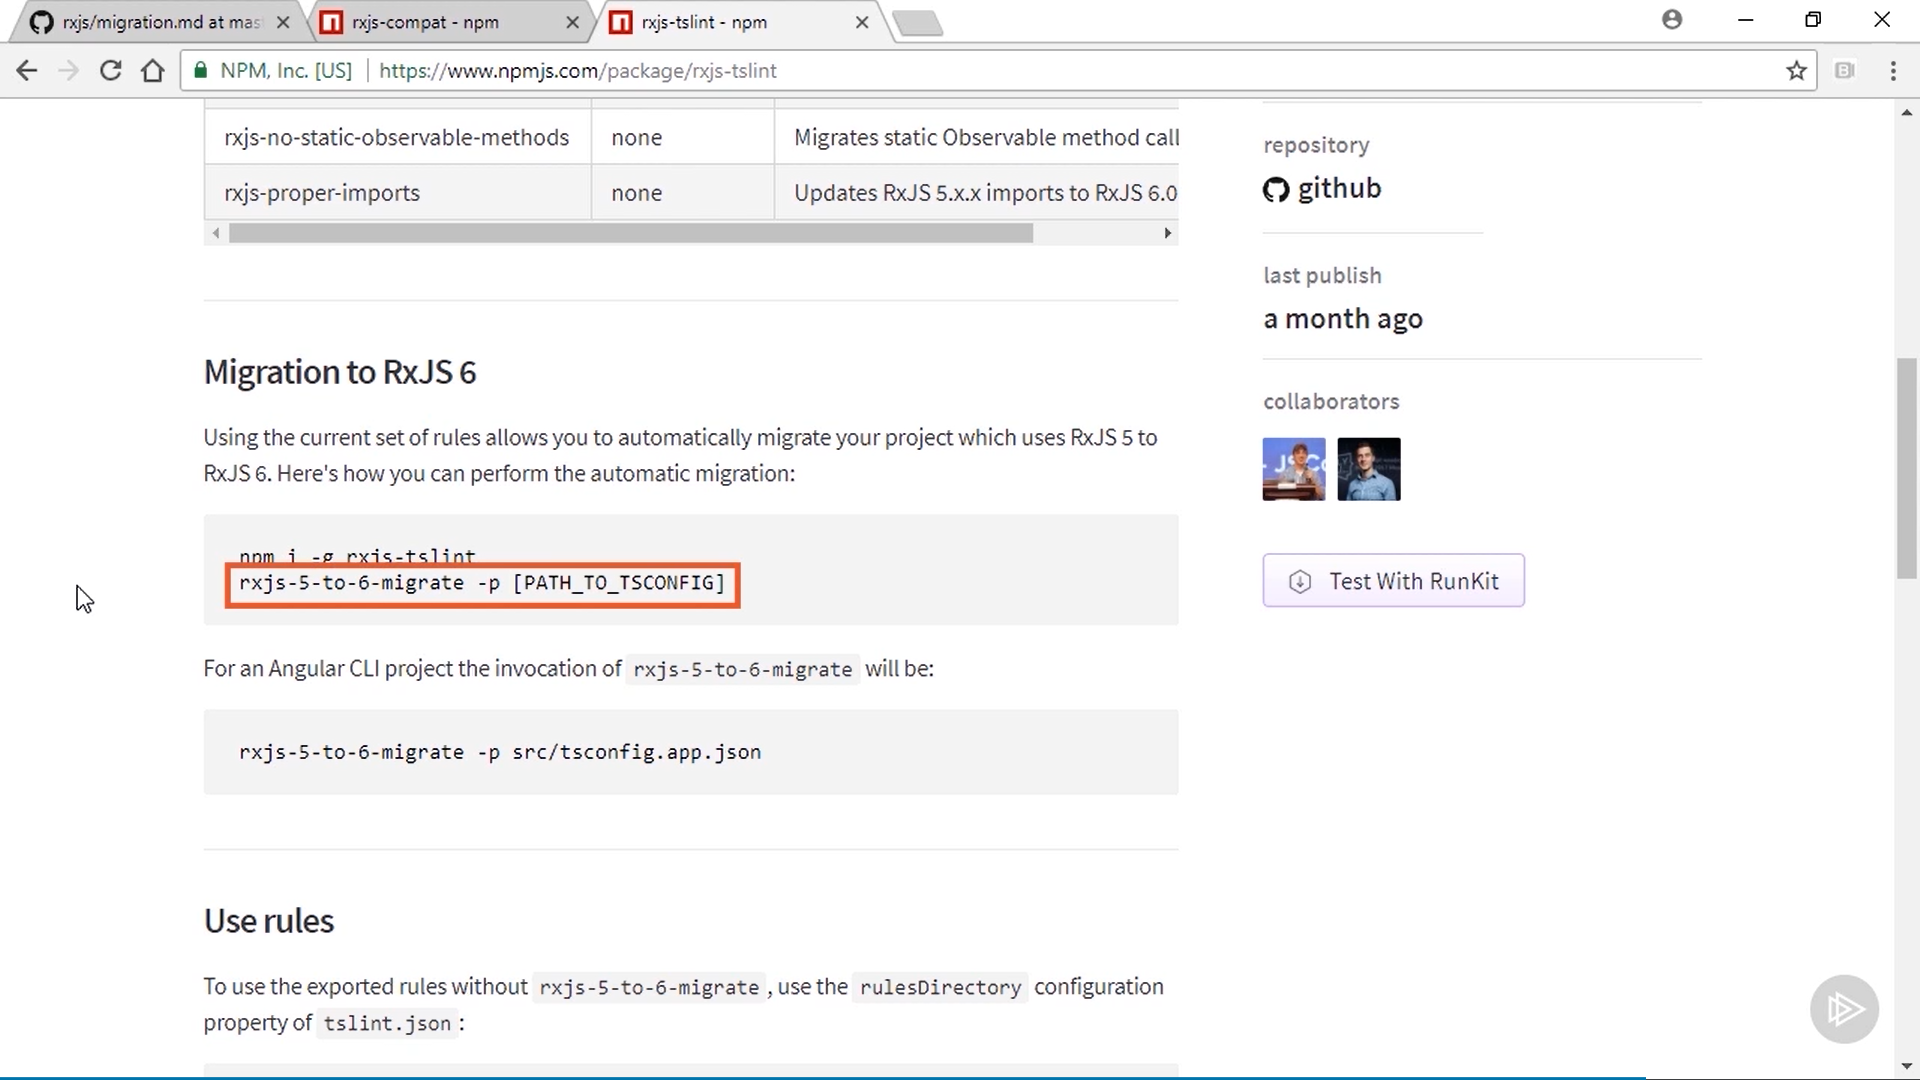 rxjs/migration.md at mas
rxjs-compat - npm
rxjs-tslint - npm
NPM, Inc. [US]
https://www.npmjs.com/package/rxjs-tslint
rxjs-no-static-observable-methods none Migrates static Observable method call
rxjs-proper-imports none Updates RxJS 5.x.x imports to RxJS 6.0
Migration to RxJS 6
Using the current set of rules allows you to automatically migrate your project which uses RxJS 5 to
RxJS 6. Here's how you can perform the automatic migration:
npm i -g rxjs-tslint
rxjs-5-to-6-migrate -p [PATH_TO_TSCONFIG]
For an Angular CLI project the invocation of rxjs-5-to-6-migrate will be:
rxjs-5-to-6-migrate -p src/tsconfig.app.json
Use rules
To use the exported rules without rxjs-5-to-6-migrate , use the rulesDirectory configuration
property of tslint.json :
repository
github
last publish
a month ago
collaborators
Test With RunKit